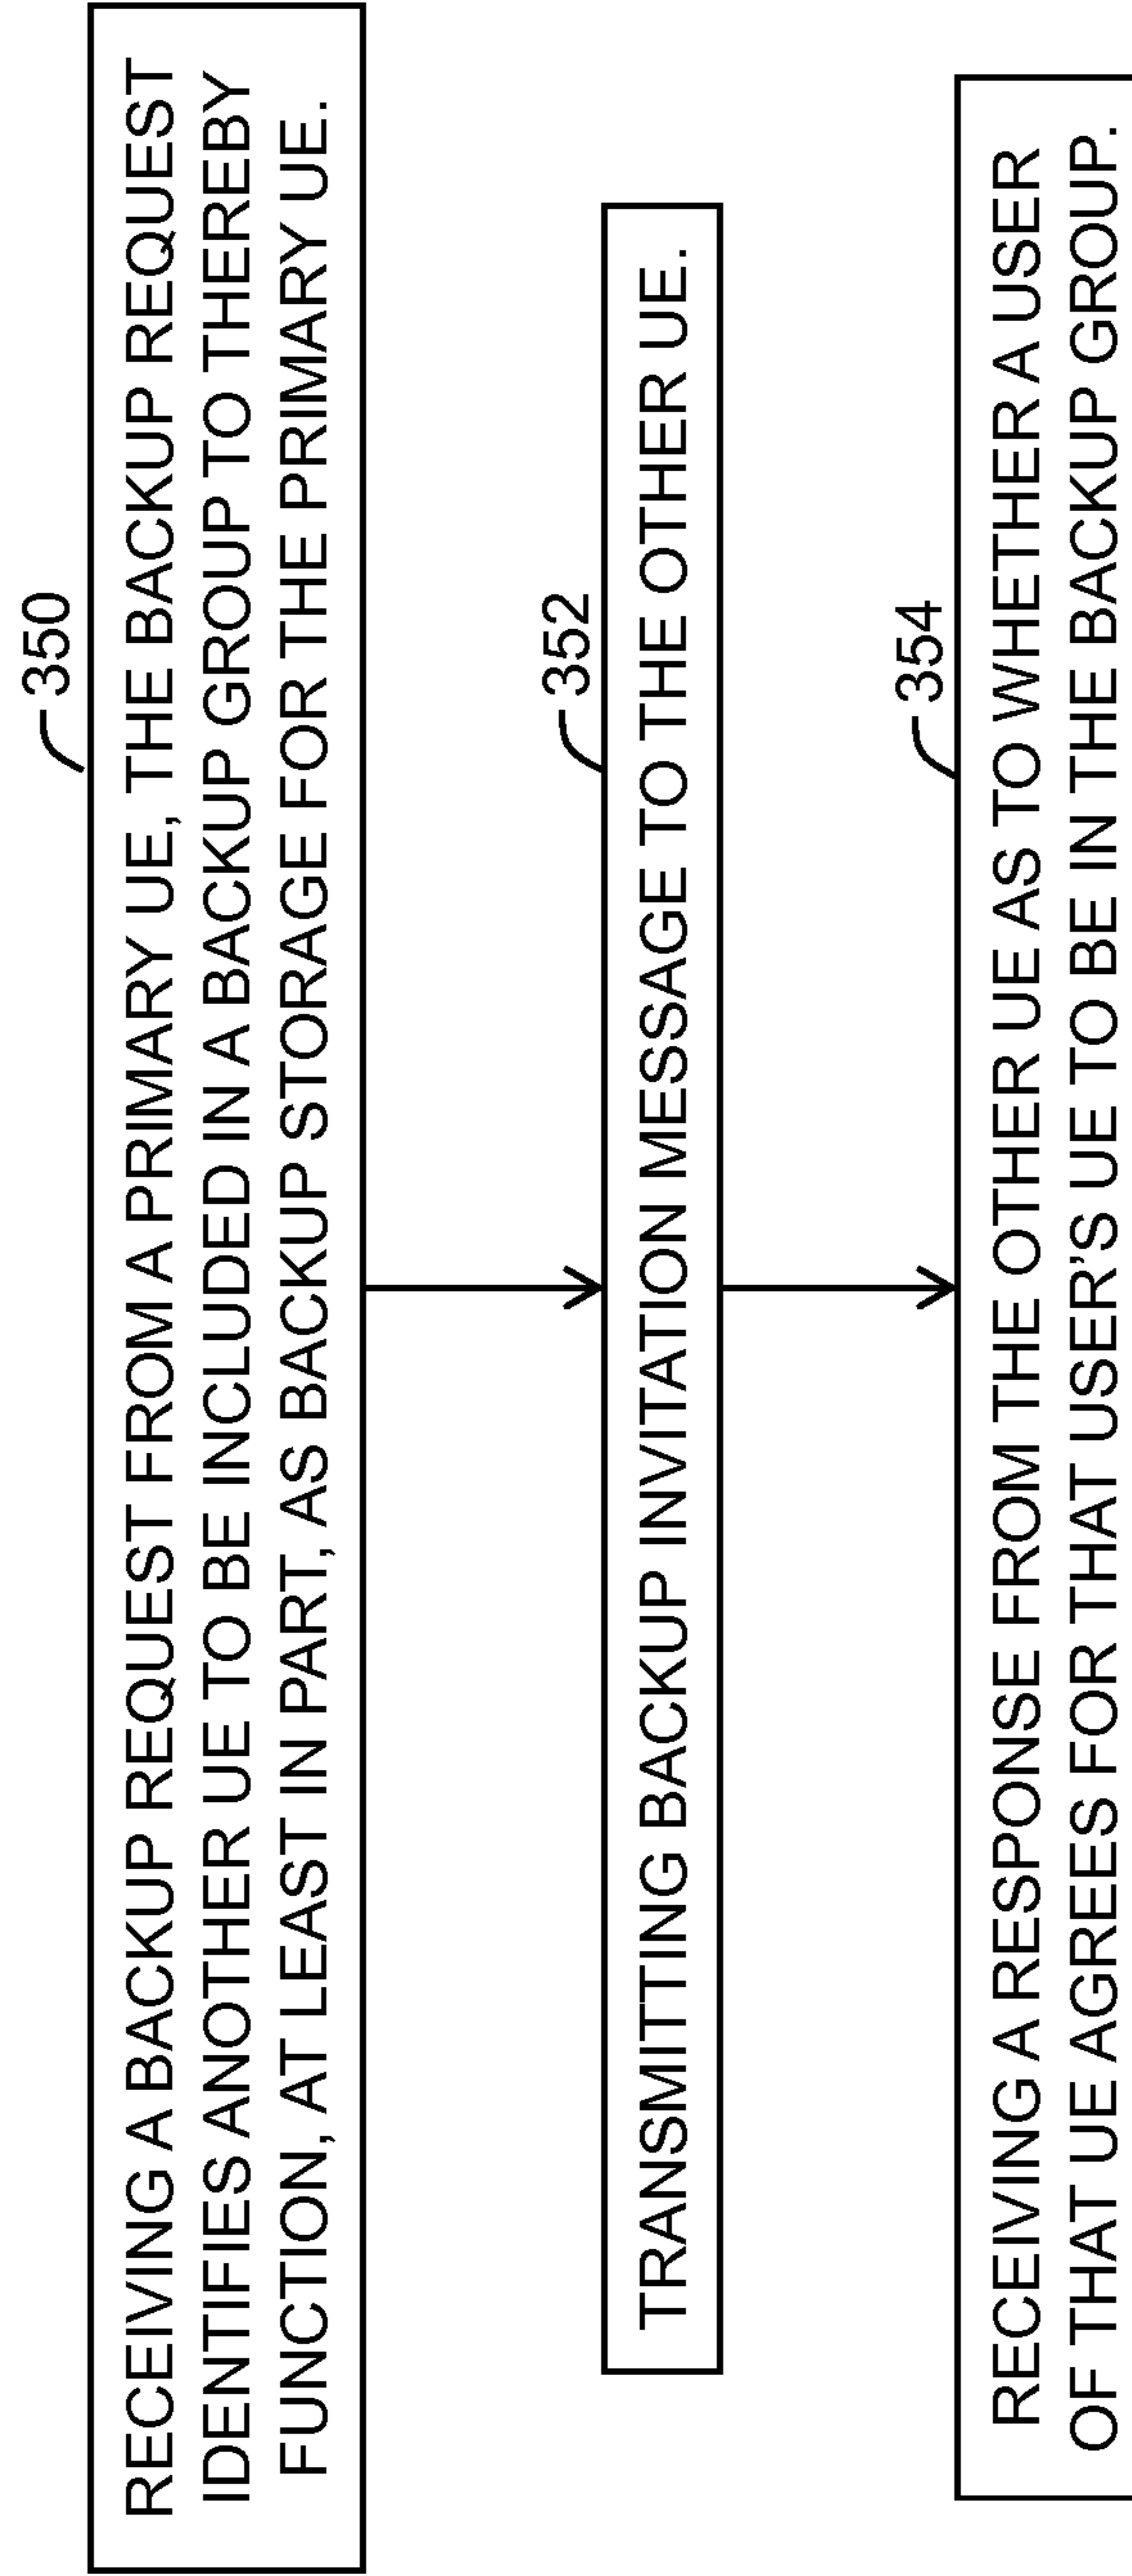 350
RECEIVING A BACKUP REQUEST FROM A PRIMARY UE, THE BACKUP REQUEST
IDENTIFIES ANOTHER UE TO BE INCLUDED IN A BACKUP GROUP TO THEREBY
FUNCTION, AT LEAST IN PART, AS BACKUP STORAGE FOR THE PRIMARY UE.
352
TRANSMITTING BACKUP INVITATION MESSAGE TO THE OTHER UE.
354
RECEIVING A RESPONSE FROM THE OTHER UE AS TO WHETHER A USER
OF THAT UE AGREES FOR THAT USER'S UE TO BE IN THE BACKUP GROUP.